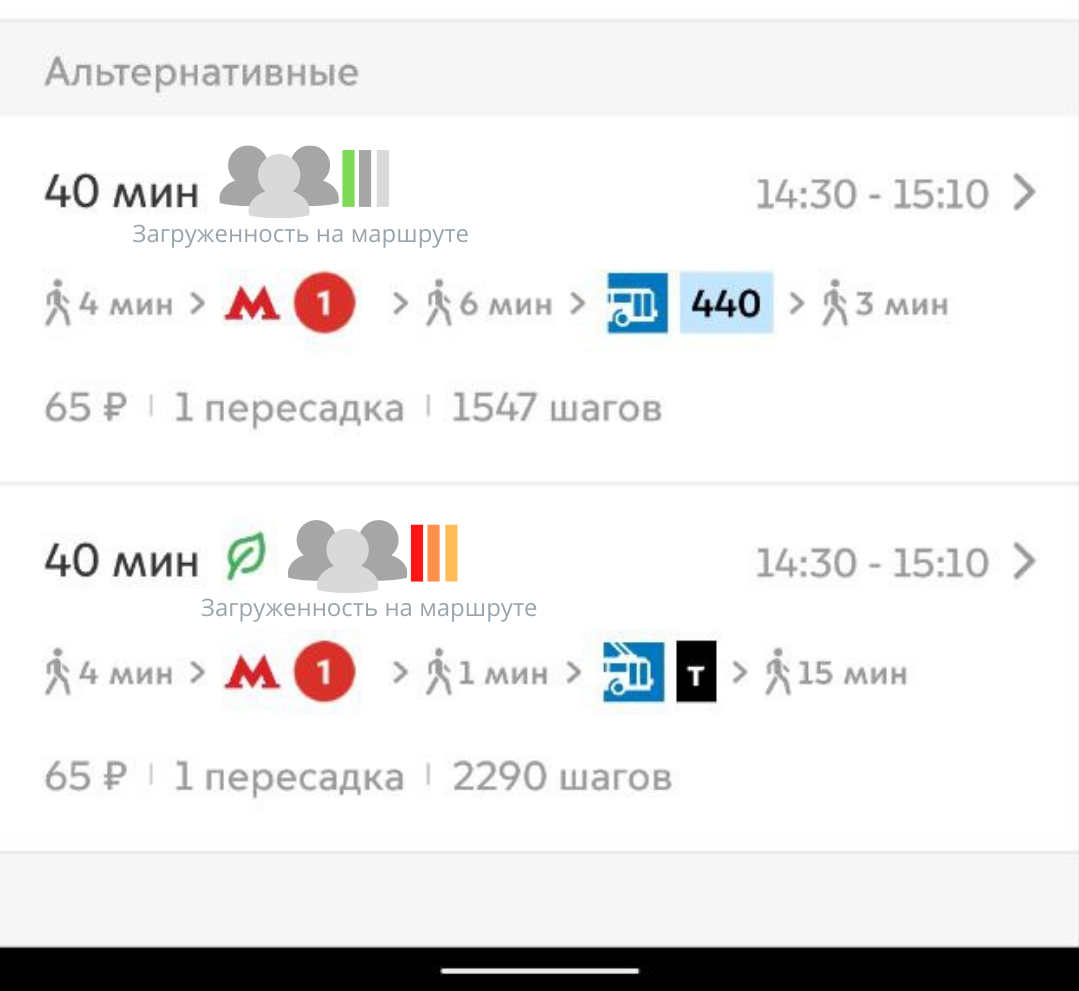 Альтернативные
40 мин 14:30 - 15:10
Загруженность на маршруте
4 мин > М 1 > 6 мин > 440 > 3 мин
65 ₽ | 1 пересадка | 1547 шагов
40 мин 14:30 - 15:10
Загруженность на маршруте
4 мин > М 1 > 1 мин > Т > 15 мин
65 ₽ | 1 пересадка | 2290 шагов